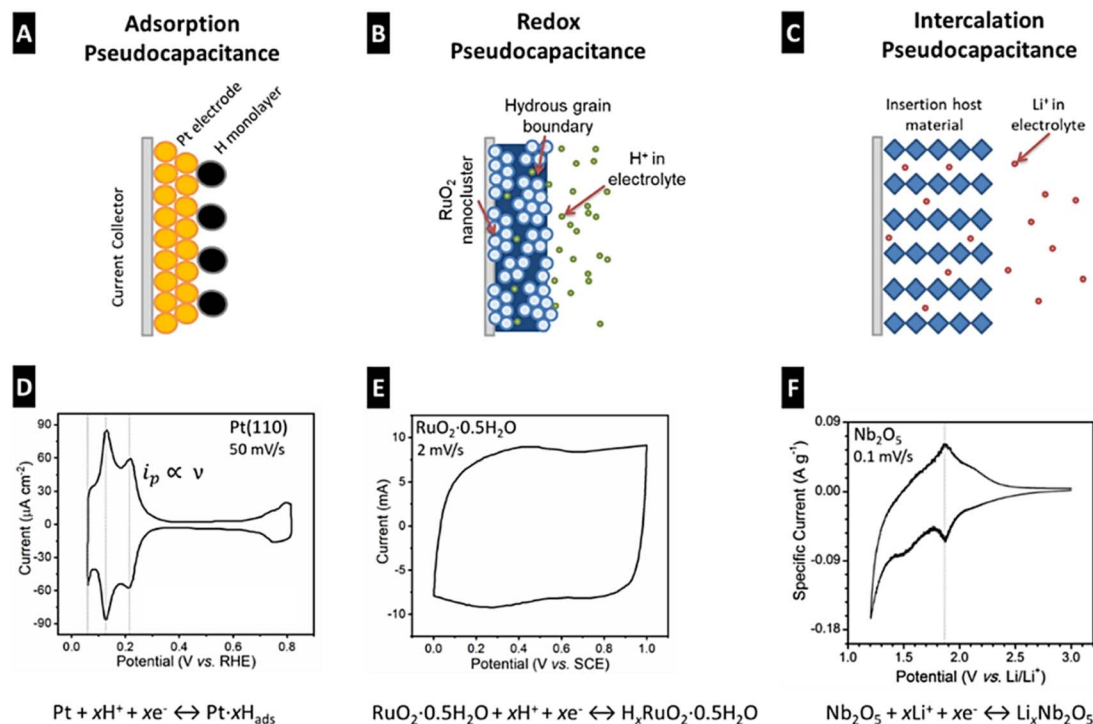 A
Adsorption
Pseudocapacitance
B
Redox
Pseudocapacitance
C
Intercalation
Pseudocapacitance
Current Collector
Pt electrode
H monolayer
RuO₂
nanocluster
Hydrous grain
boundary
H⁺ in
electrolyte
Insertion host
material
Li⁺ in
electrolyte
D
Pt(110)
50 mV/s
iₚ ∝ ν
Current (µA cm⁻²)
90
60
30
0
-30
-60
-90
0.0 0.2 0.4 0.6 0.8
Potential (V vs. RHE)
Pt + xH⁺ + xe⁻ ↔ Pt·xHₐdₛ
E
RuO₂·0.5H₂O
2 mV/s
Current (mA)
10
5
0
-5
-10
0.0 0.2 0.4 0.6 0.8 1.0
Potential (V vs. SCE)
RuO₂·0.5H₂O + xH⁺ + xe⁻ ↔ HₓRuO₂·0.5H₂O
F
Nb₂O₅
0.1 mV/s
Specific Current (A g⁻¹)
0.09
0.00
-0.09
-0.18
1.0 1.5 2.0 2.5 3.0
Potential (V vs. Li/Li⁺)
Nb₂O₅ + xLi⁺ + xe⁻ ↔ LiₓNb₂O₅